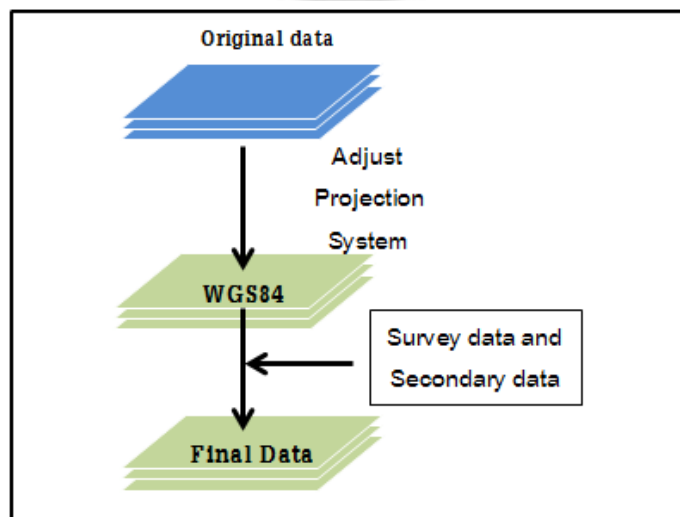 Original data
Adjust
Projection
System
WGS84
Survey data and
Secondary data
Final Data